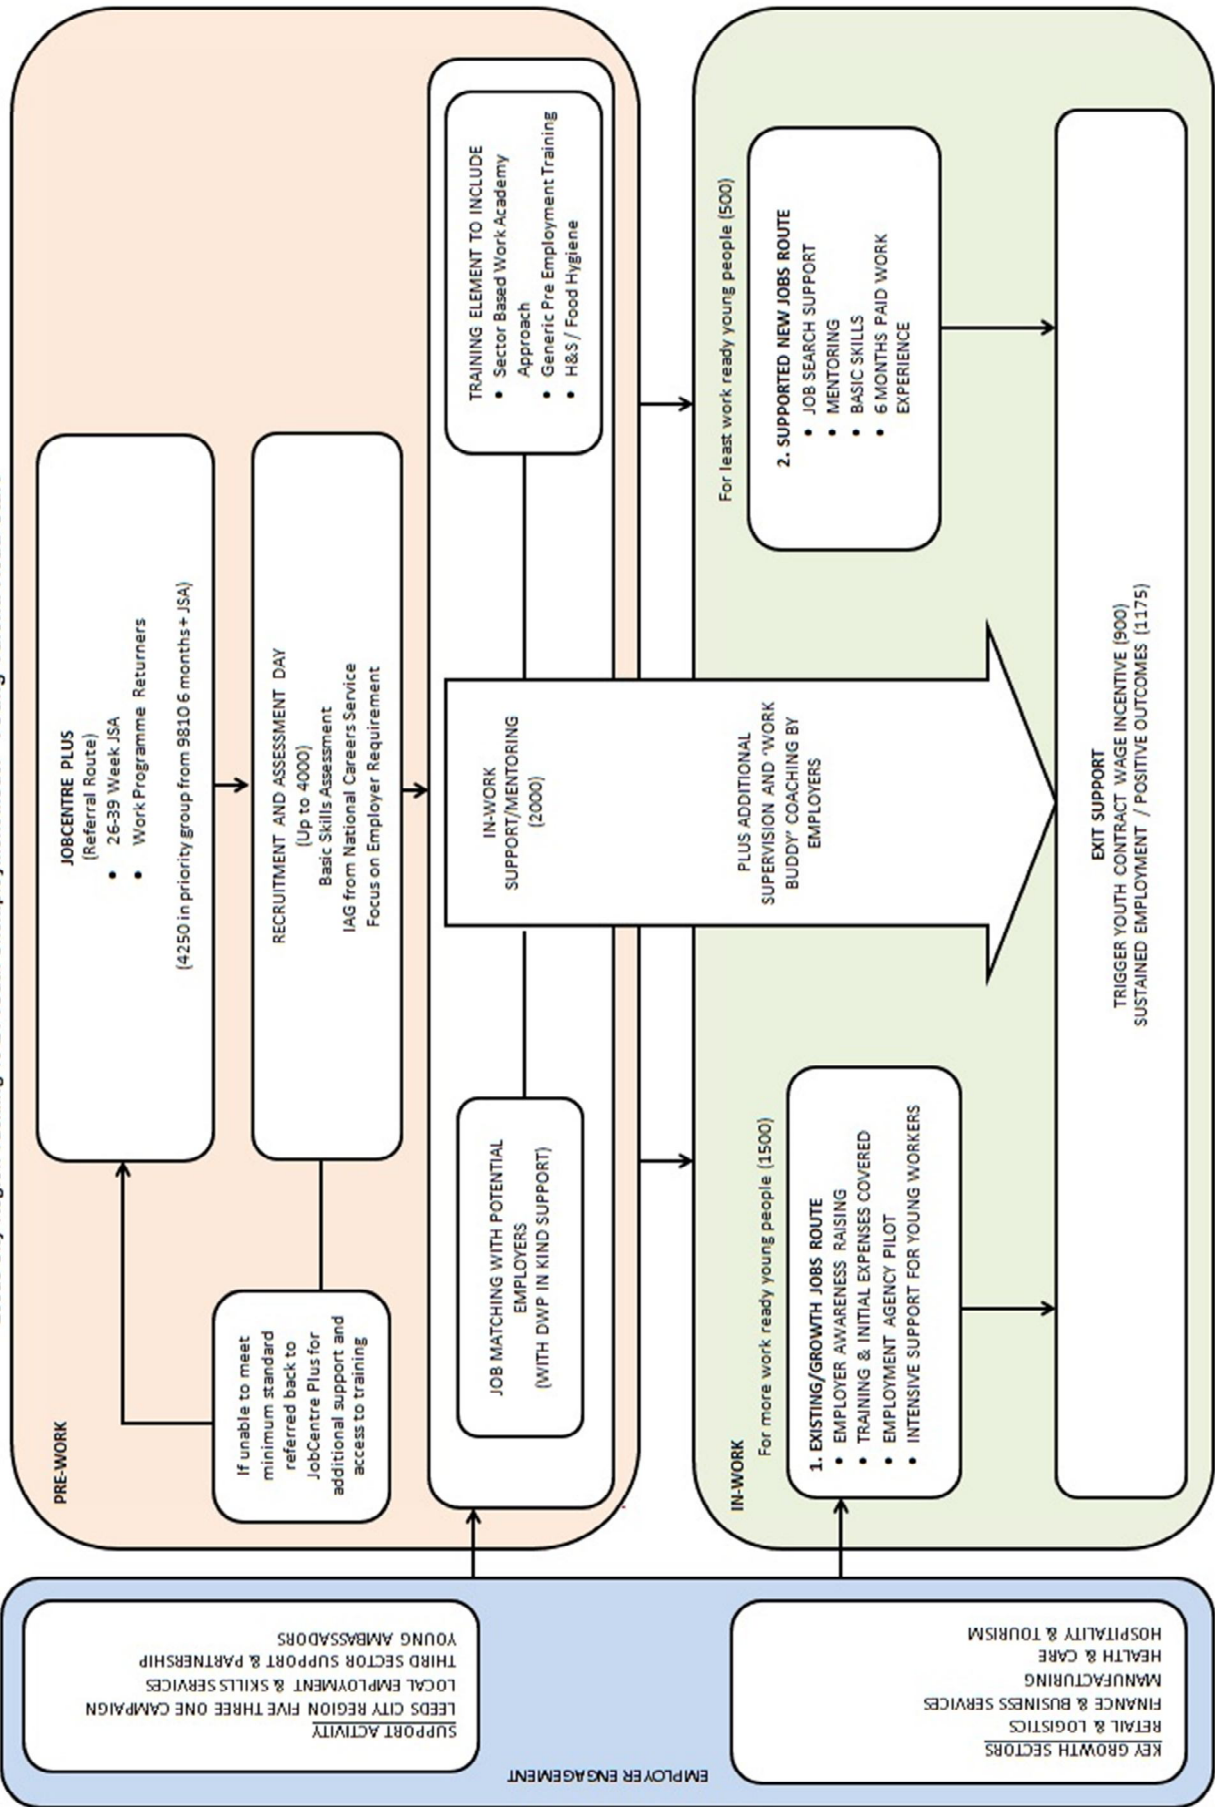 PRE-WORK
JOBCENTRE PLUS
(Referral Route)
• 26-39 Week JSA
• Work Programme Returners
(4250 in priority group from 9810 6 months+ JSA)
RECRUITMENT AND ASSESSMENT DAY
(Up to 4000)
Basic Skills Assessment
IAG from National Careers Service
Focus on Employer Requirement
If unable to meet
minimum standard
referred back to
JobCentre Plus for
additional support and
access to training
JOB MATCHING WITH POTENTIAL
EMPLOYERS
(WITH DWP IN KIND SUPPORT)
IN-WORK
SUPPORT/MENTORING
(2000)
TRAINING ELEMENT TO INCLUDE
• Sector Based Work Academy
Approach
• Generic Pre Employment Training
• H&S / Food Hygiene
IN-WORK
For more work ready young people (1500)
1. EXISTING/GROWTH JOBS ROUTE
• EMPLOYER AWARENESS RAISING
• TRAINING & INITIAL EXPENSES COVERED
• EMPLOYMENT AGENCY PILOT
• INTENSIVE SUPPORT FOR YOUNG WORKERS
PLUS ADDITIONAL
SUPERVISION AND 'WORK
BUDDY' COACHING BY
EMPLOYERS
For least work ready young people (500)
2. SUPPORTED NEW JOBS ROUTE
• JOB SEARCH SUPPORT
• MENTORING
• BASIC SKILLS
• 6 MONTHS PAID WORK
EXPERIENCE
EXIT SUPPORT
TRIGGER YOUTH CONTRACT WAGE INCENTIVE (900)
SUSTAINED EMPLOYMENT / POSITIVE OUTCOMES (1175)
EMPLOYER ENGAGEMENT
SUPPORT ACTIVITY
LEEDS CITY REGION FIVE THREE ONE CAMPAIGN
LOCAL EMPLOYMENT & SKILLS SERVICES
THIRD SECTOR SUPPORT & PARTNERSHIP
YOUNG AMBASSADORS
KEY GROWTH SECTORS
RETAIL & LOGISTICS
FINANCE & BUSINESS SERVICES
MANUFACTURING
HEALTH & CARE
HOSPITALITY & TOURISM